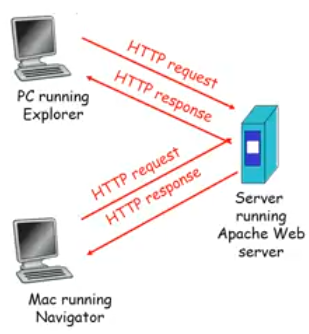 HTTP request
HTTP response
PC running
Explorer
HTTP request
HTTP response
Server
running
Apache Web
server
Mac running
Navigator